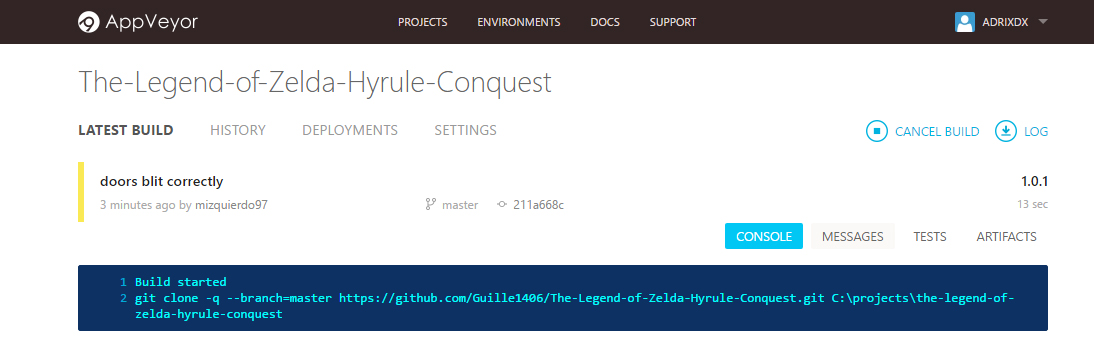 AppVeyor PROJECTS ENVIRONMENTS DOCS SUPPORT ADRIXDX
The-Legend-of-Zelda-Hyrule-Conquest
LATEST BUILD HISTORY DEPLOYMENTS SETTINGS CANCEL BUILD LOG
doors blit correctly 1.0.1
3 minutes ago by mizquierdo97 master 211a668c 13 sec
CONSOLE MESSAGES TESTS ARTIFACTS
1 Build started
2 git clone -q --branch=master https://github.com/Guille1406/The-Legend-of-Zelda-Hyrule-Conquest.git C:\projects\the-legend-of-
zelda-hyrule-conquest